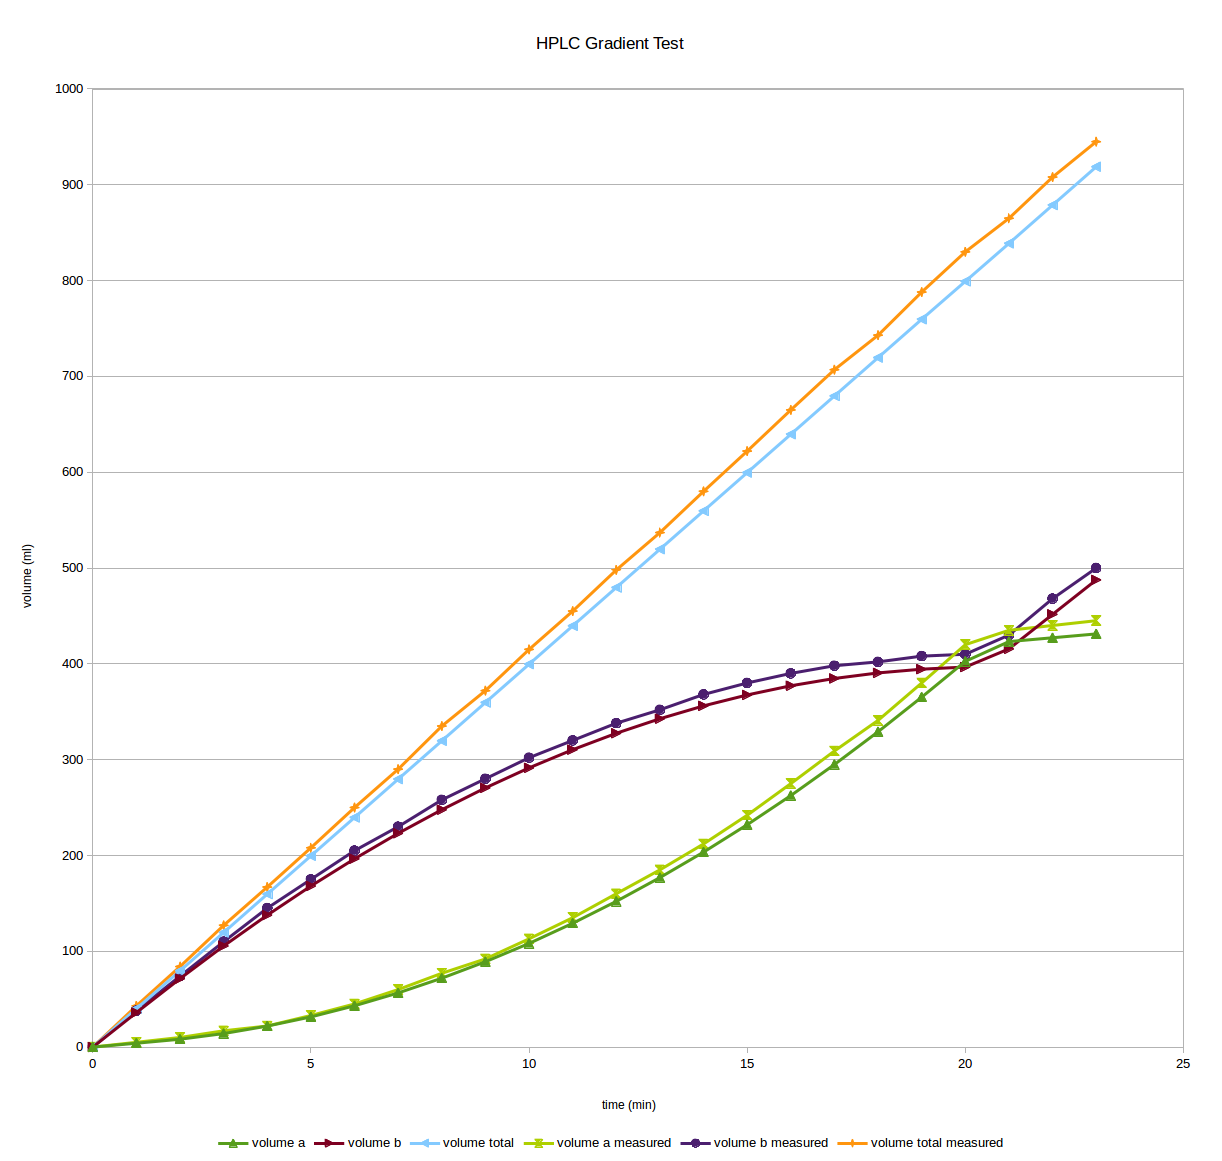 HPLC Gradient Test
1000
900
800
700
600
500
400
300
200
100
0
volume (ml)
0 5 10 15 20 25
time (min)
volume a volume b volume total volume a measured volume b measured volume total measured